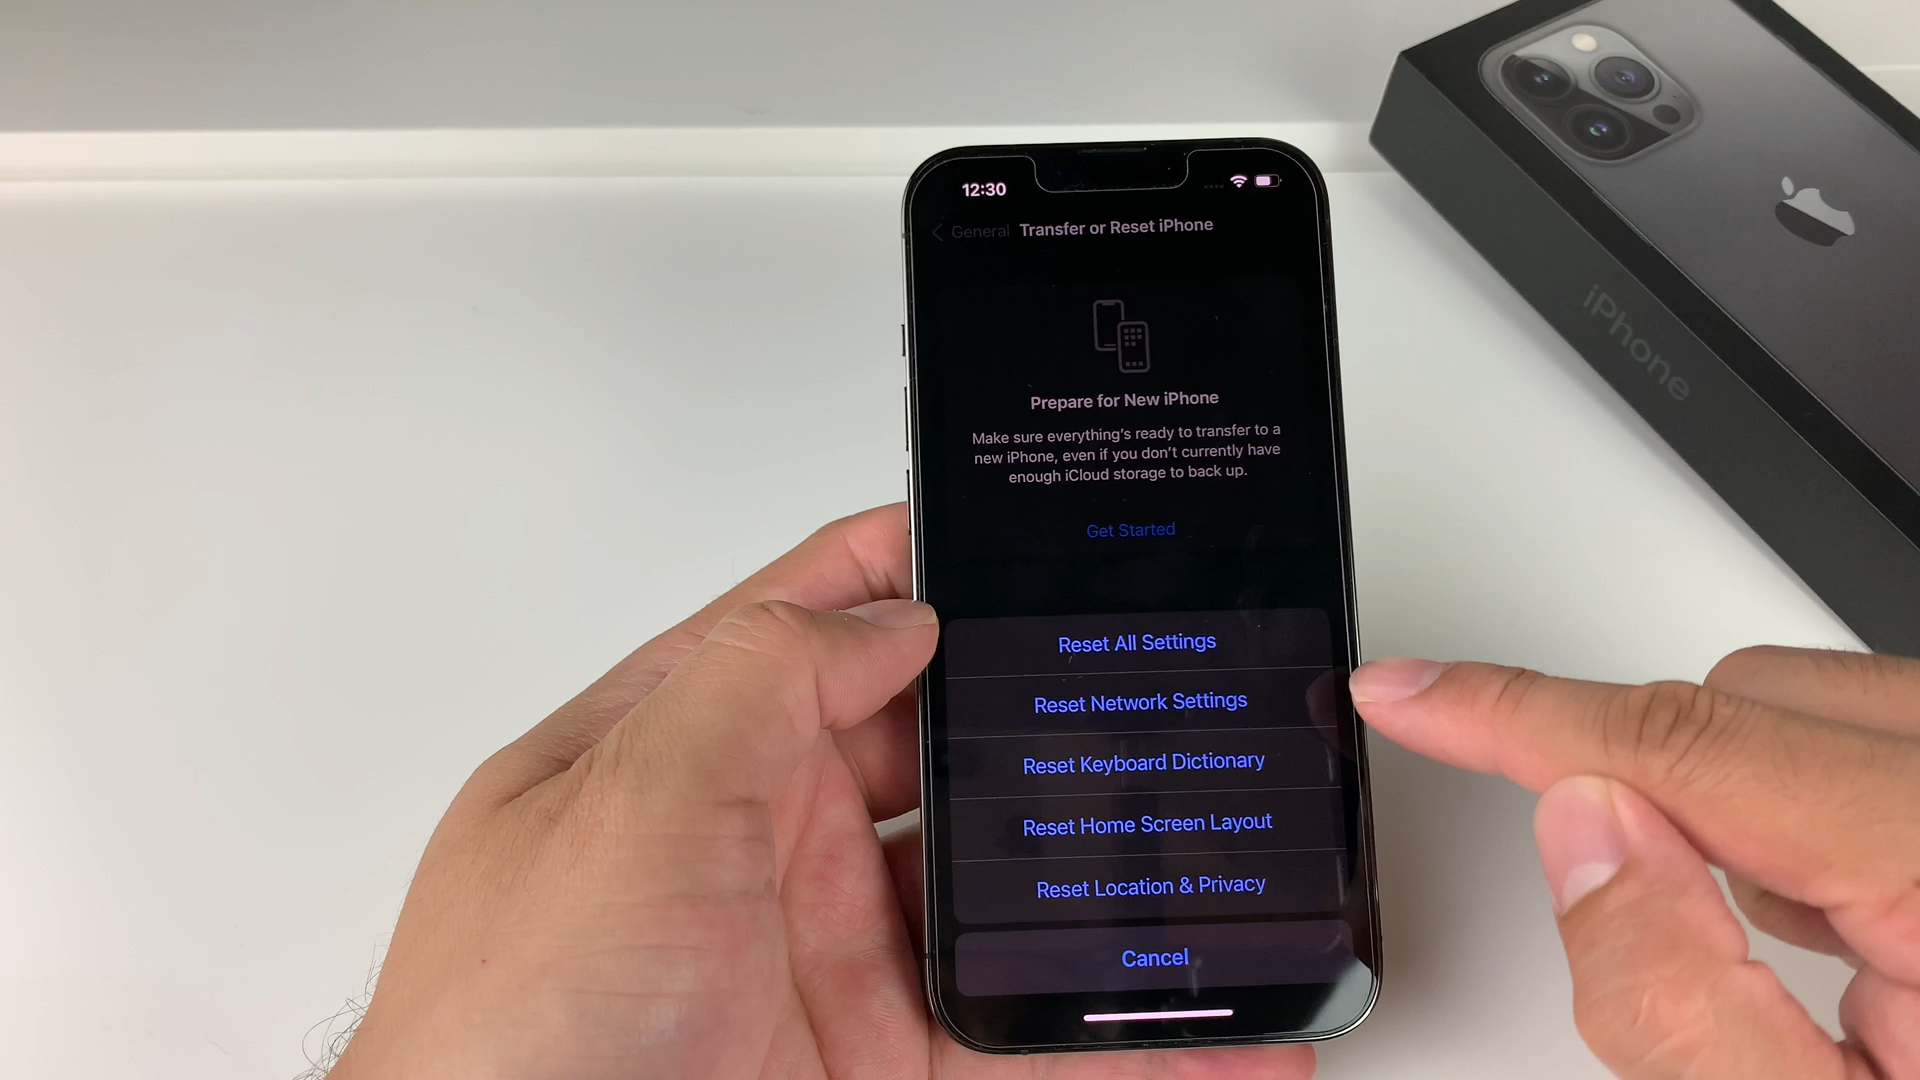 12:30
General
Transfer or Reset iPhone
Prepare for New iPhone
Make sure everything's ready to transfer to a
new iPhone, even if you don't currently have
enough iCloud storage to back up.
Get Started
Reset All Settings
Reset Network Settings
Reset Keyboard Dictionary
Reset Home Screen Layout
Reset Location & Privacy
Cancel
iPhone